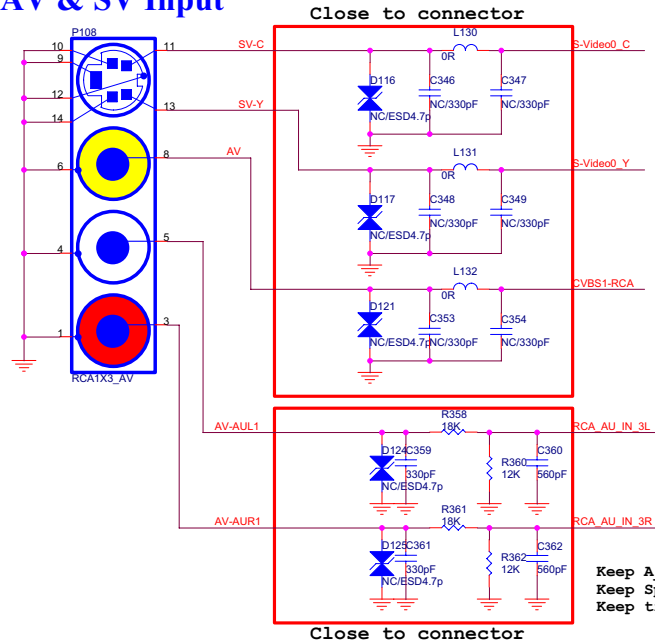 AV & SV Input
Close to connector
P108
10
9
12
14
6
4
1
11
13
8
5
3
RCA1X3_AV
SV-C
SV-Y
AV
AV-AUL1
AV-AUR1
L130
0R
S-Video0_C
D116
NC/ESD4.7p
C346
NC/330pF
C347
NC/330pF
L131
0R
S-Video0_Y
D117
NC/ESD4.7p
C348
NC/330pF
C349
NC/330pF
L132
0R
CVBS1-RCA
D121
NC/ESD4.7p
C353
NC/330pF
C354
NC/330pF
R358
18K
RCA_AU_IN_3L
D124
NC/ESD4.7p
C359
330pF
R360
12K
C360
560pF
R361
18K
RCA_AU_IN_3R
D125
NC/ESD4.7p
C361
330pF
R362
12K
C362
560pF
Keep
Keep
Keep
Close to connector